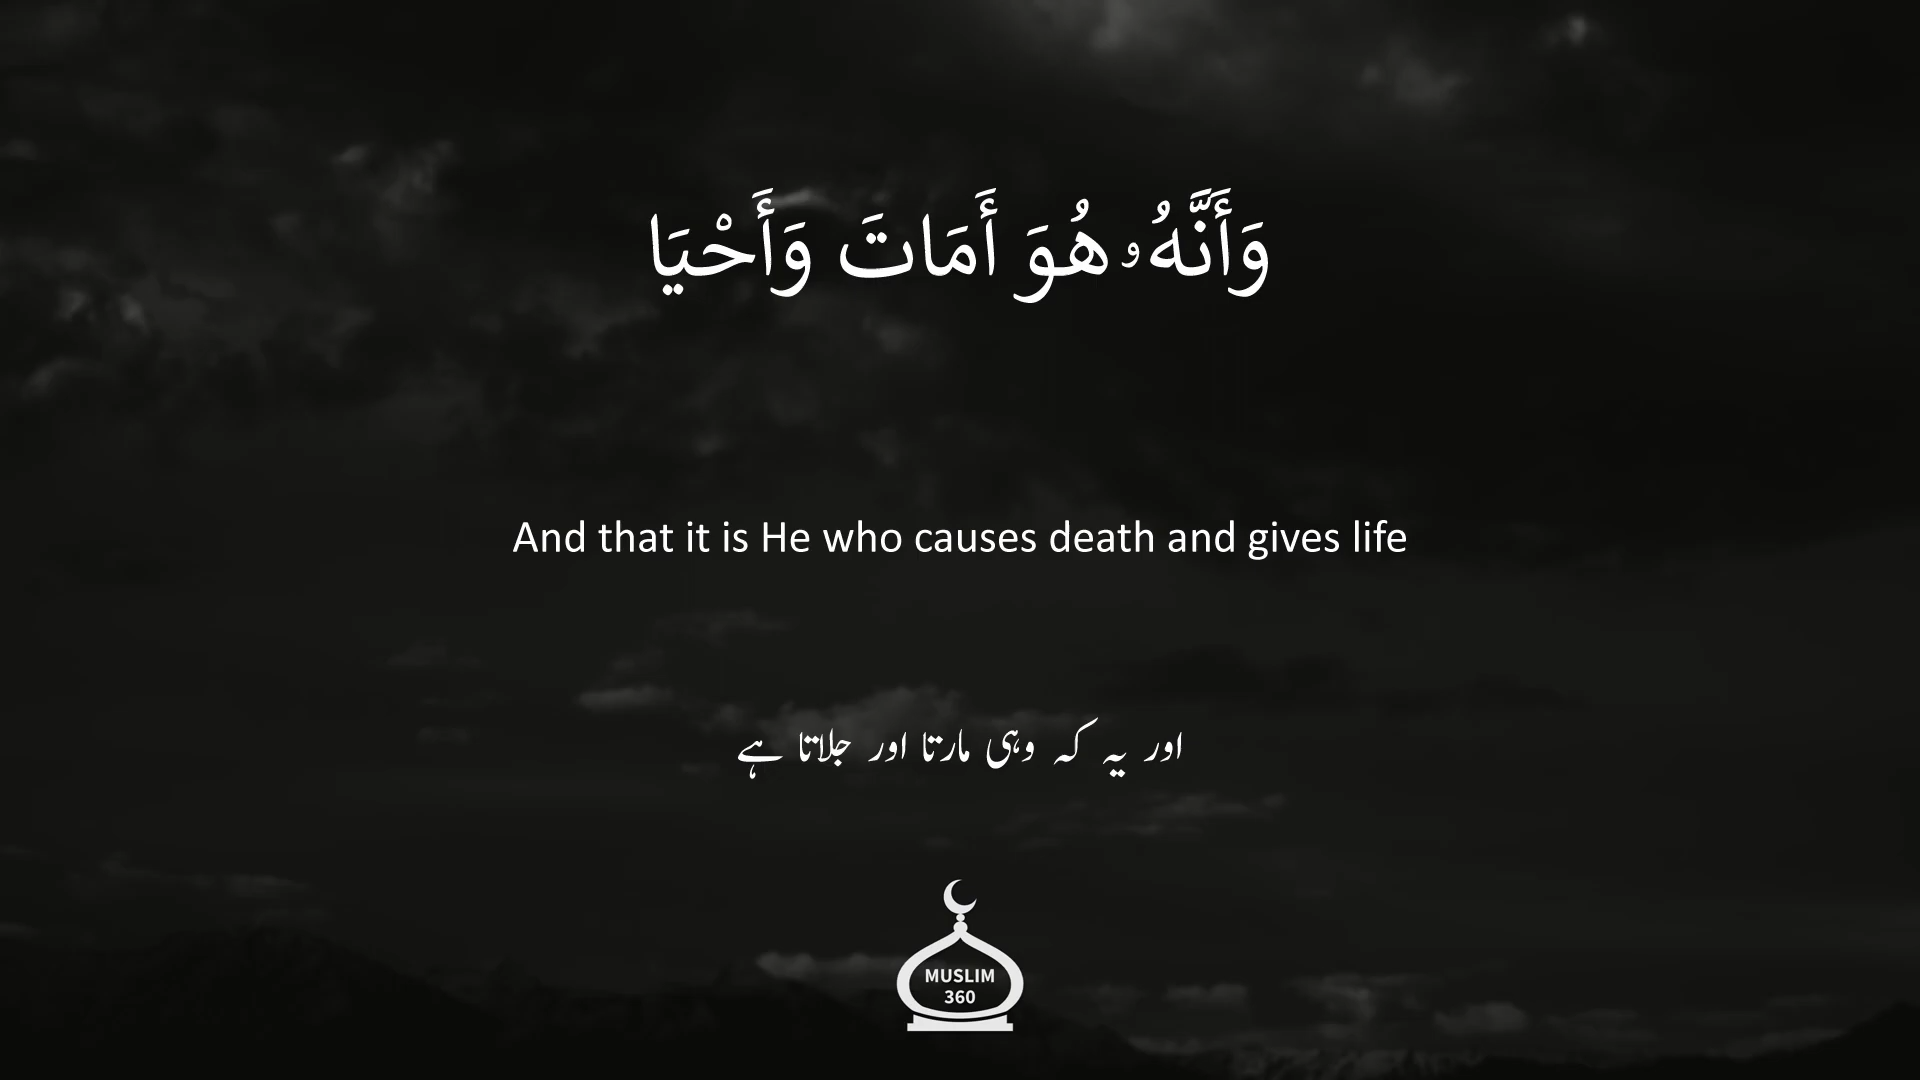 وَأَنَّهُۥ هُوَ أَمَاتَ وَأَحْيَا
And that it is He who causes death and gives life
اور یہ کہ وہی مارتا اور جلاتا ہے
MUSLIM
360